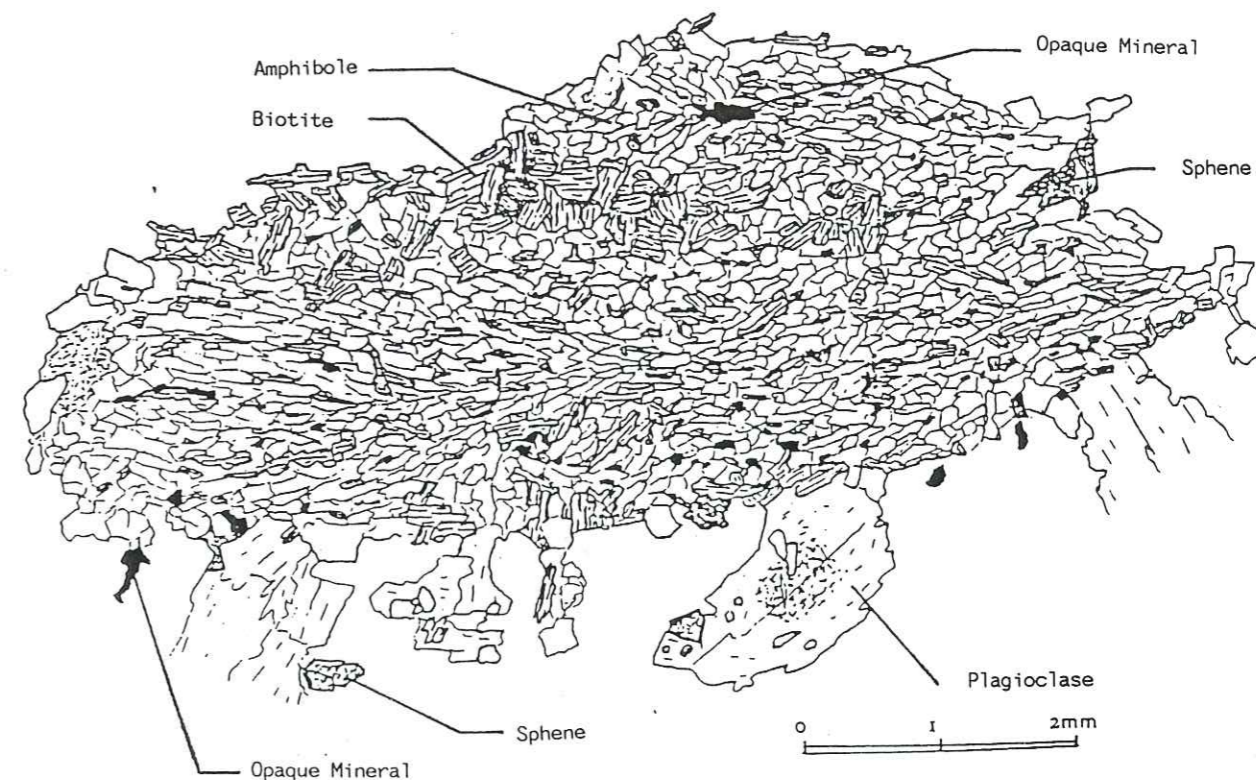 Opaque Mineral
Amphibole
Biotite
Sphene
Plagioclase
0 1 2mm
Sphene
Opaque Mineral